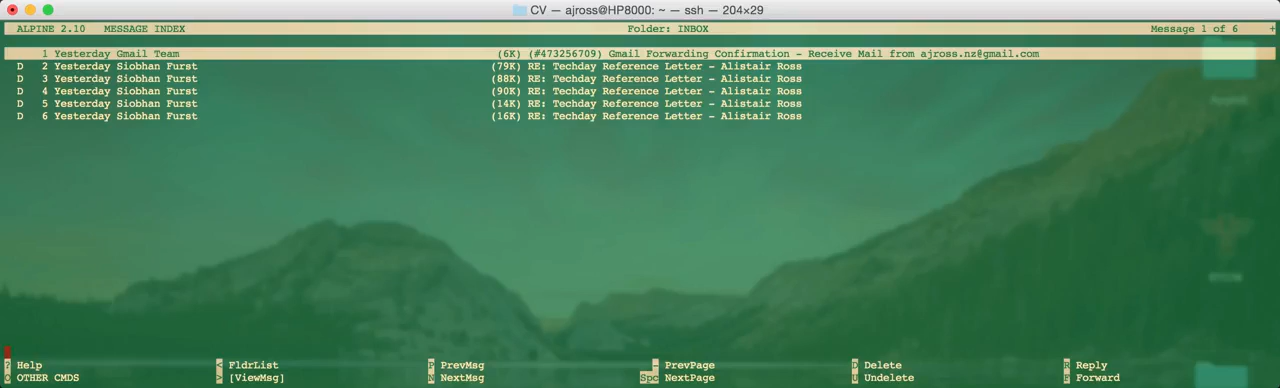 CV — ajross@HP8000: ~ — ssh — 204×29
ALPINE 2.10 MESSAGE INDEX Folder: INBOX Message 1 of 6 +
1 Yesterday Gmail Team (6K) (#473256709) Gmail Forwarding Confirmation - Receive Mail from ajross.nz@gmail.com
D 2 Yesterday Siobhan Furst (79K) RE: Techday Reference Letter - Alistair Ross
D 3 Yesterday Siobhan Furst (88K) RE: Techday Reference Letter - Alistair Ross
D 4 Yesterday Siobhan Furst (90K) RE: Techday Reference Letter - Alistair Ross
D 5 Yesterday Siobhan Furst (14K) RE: Techday Reference Letter - Alistair Ross
D 6 Yesterday Siobhan Furst (16K) RE: Techday Reference Letter - Alistair Ross
? Help < FldrList P PrevMsg - PrevPage D Delete R Reply
O OTHER CMDS > [ViewMsg] N NextMsg Spc NextPage U Undelete F Forward